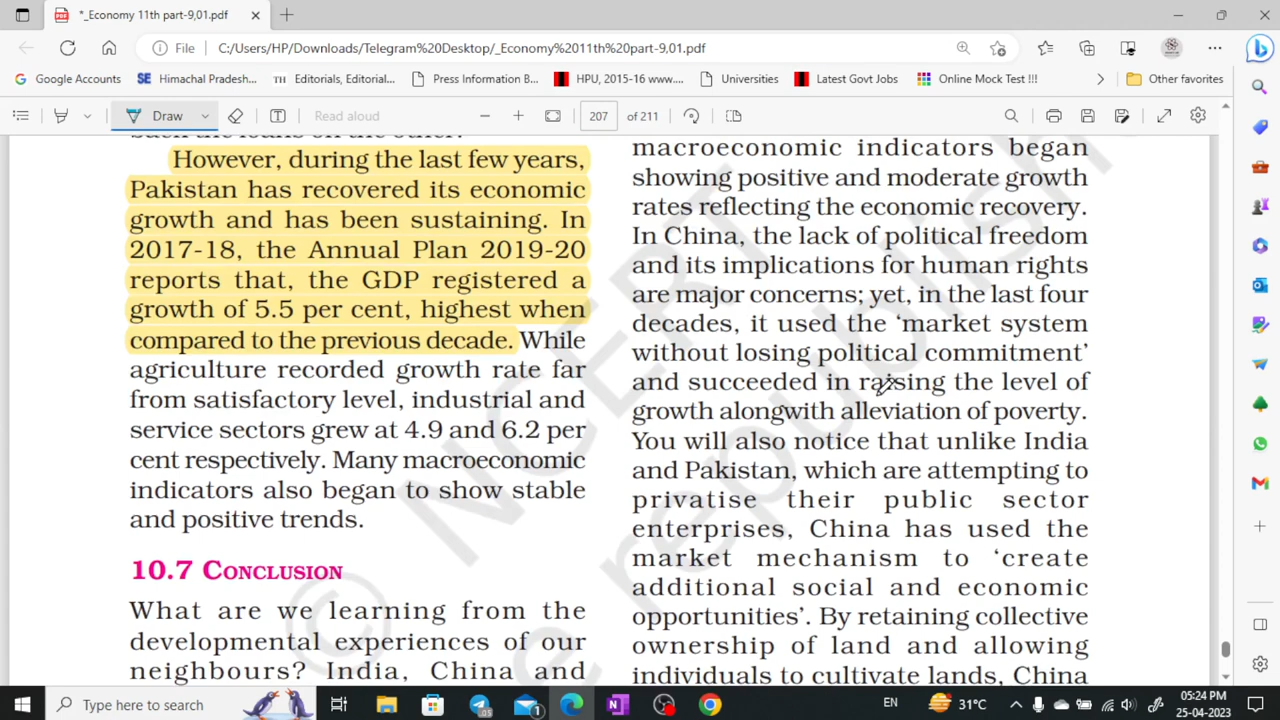 *_Economy 11th part-9,01.pdf
File C:/Users/HP/Downloads/Telegram%20Desktop/_Economy%2011th%20part-9,01.pdf
Google Accounts SE Himachal Pradesh... TH Editorials, Editorial... Press Information B... HPU, 2015-16 www.... Universities Latest Govt Jobs Online Mock Test !!! Other favorites
Draw Read aloud 207 of 211
However, during the last few years,
Pakistan has recovered its economic
growth and has been sustaining. In
2017-18, the Annual Plan 2019-20
reports that, the GDP registered a
growth of 5.5 per cent, highest when
compared to the previous decade. While
agriculture recorded growth rate far
from satisfactory level, industrial and
service sectors grew at 4.9 and 6.2 per
cent respectively. Many macroeconomic
indicators also began to show stable
and positive trends.
10.7 CONCLUSION
What are we learning from the
developmental experiences of our
neighbours? India, China and
macroeconomic indicators began
showing positive and moderate growth
rates reflecting the economic recovery.
In China, the lack of political freedom
and its implications for human rights
are major concerns; yet, in the last four
decades, it used the ‘market system
without losing political commitment’
and succeeded in raising the level of
growth alongwith alleviation of poverty.
You will also notice that unlike India
and Pakistan, which are attempting to
privatise their public sector
enterprises, China has used the
market mechanism to ‘create
additional social and economic
opportunities’. By retaining collective
ownership of land and allowing
individuals to cultivate lands, China
© NCERT
republish
Type here to search
EN 31°C 05:24 PM
25-04-2023